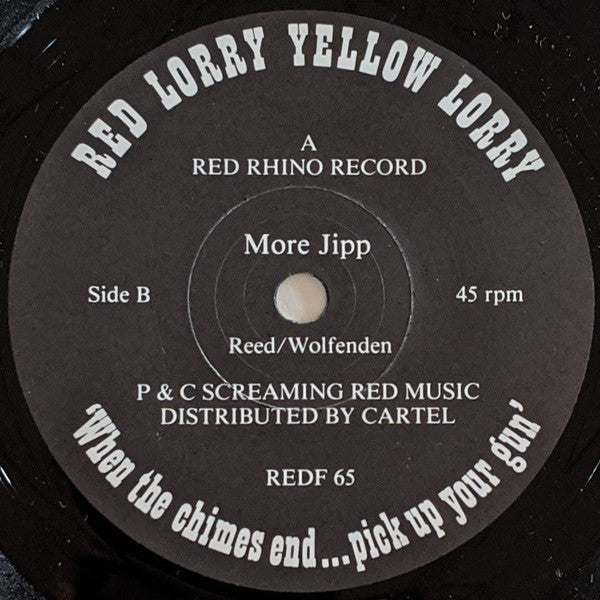 RED LORRY YELLOW LORRY
A
RED RHINO RECORD
More Jipp
Side B
45 rpm
Reed/Wolfenden
P & C SCREAMING RED MUSIC
DISTRIBUTED BY CARTEL
REDF 65
'When the chimes end...pick up your gun'